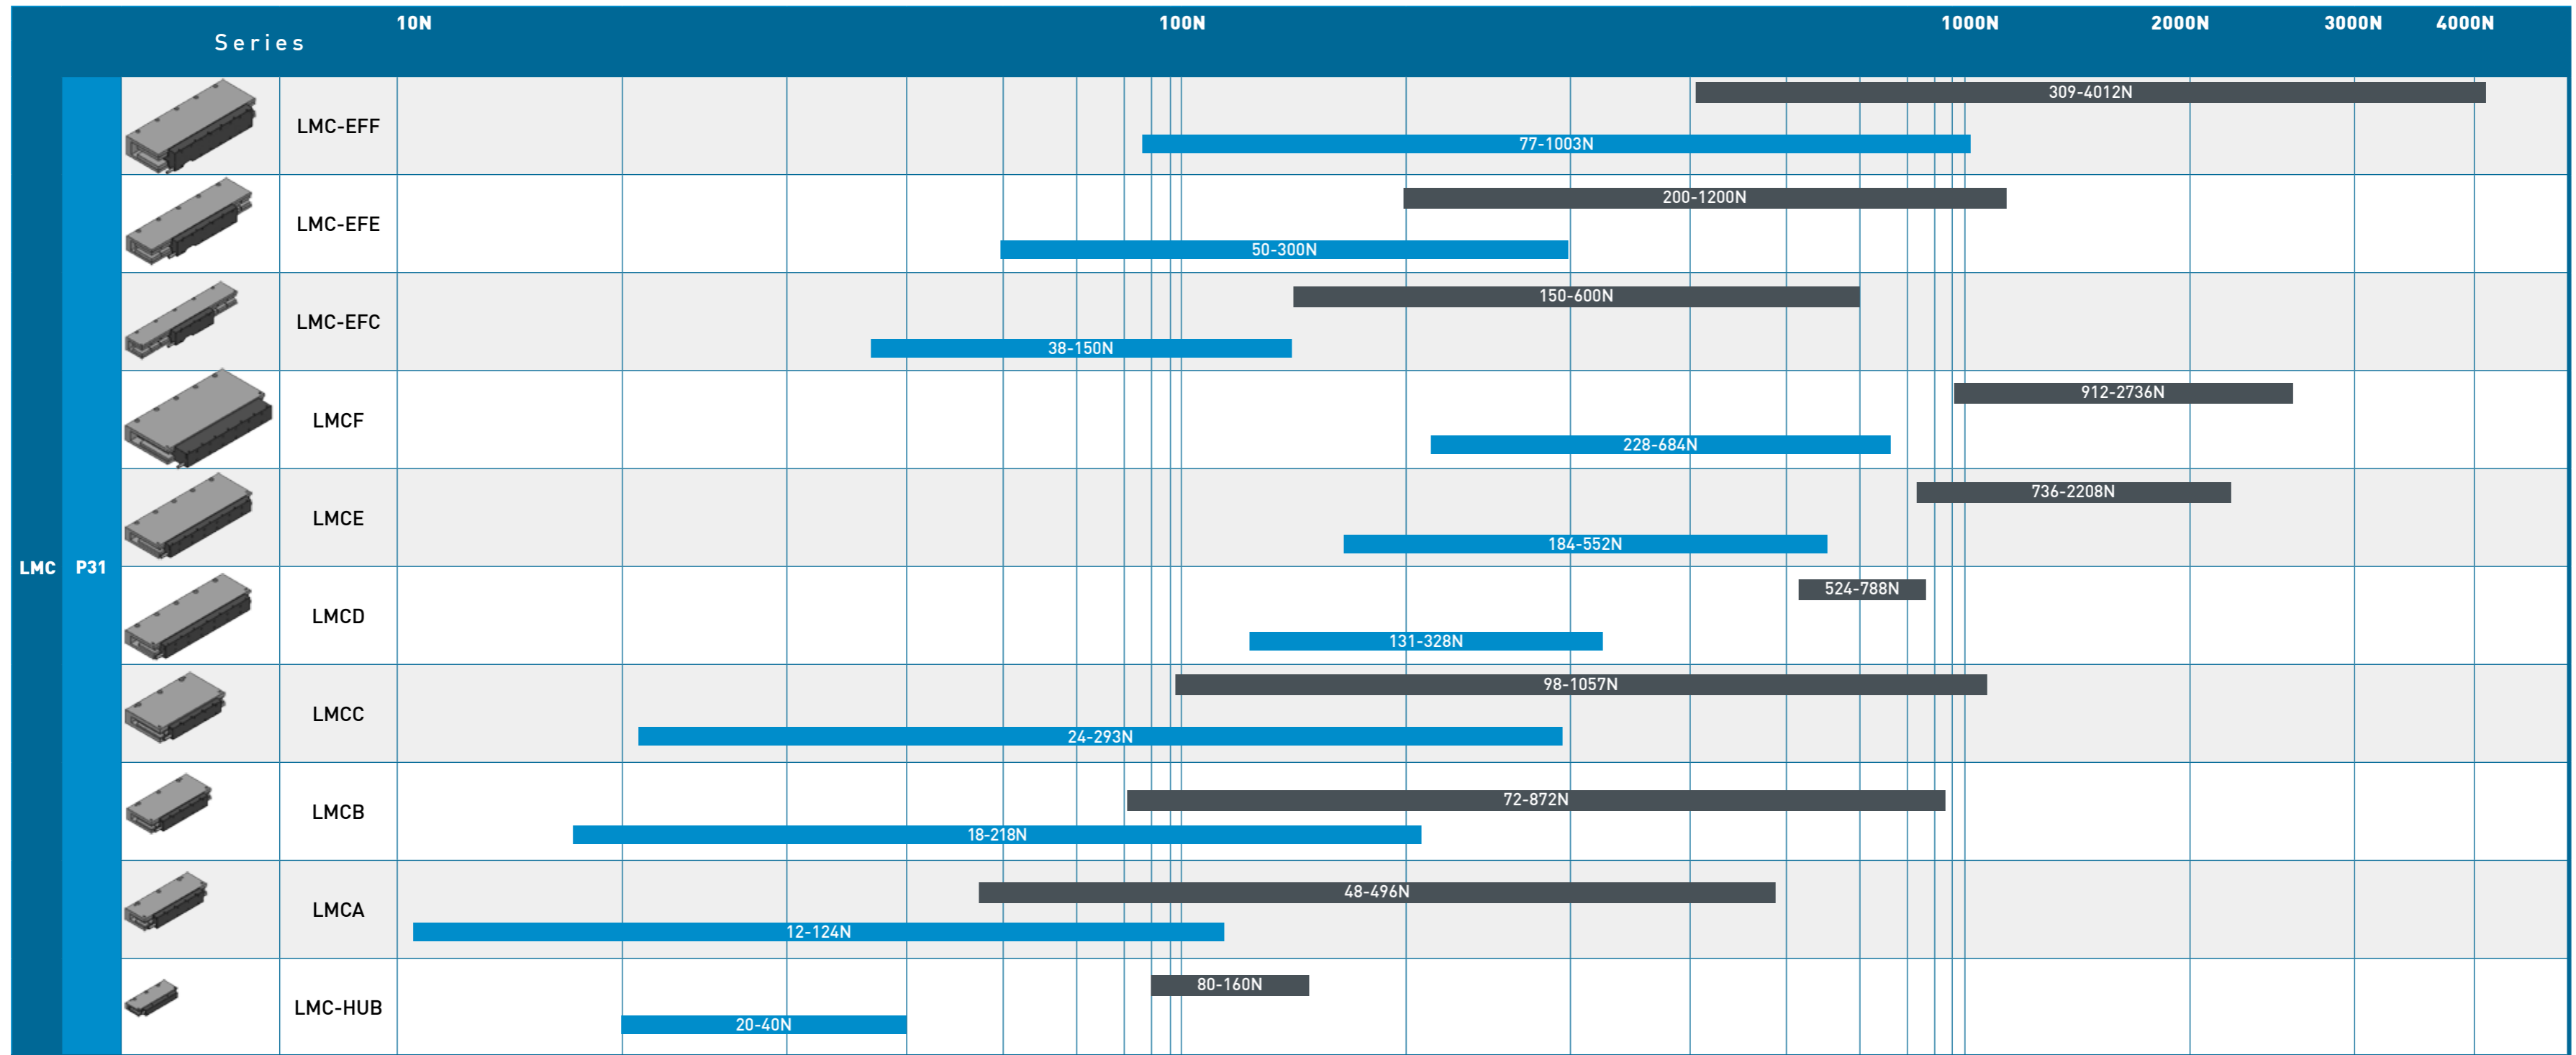 10N 100N 1000N 2000N 3000N 4000N
Series
309-4012N
LMC-EFF
77-1003N
200-1200N
LMC-EFE
50-300N
150-600N
LMC-EFC
38-150N
912-2736N
LMCF
228-684N
736-2208N
LMCE
184-552N
LMC P31
524-788N
LMCD
131-328N
98-1057N
LMCC
24-293N
72-872N
LMCB
18-218N
48-496N
LMCA
12-124N
80-160N
LMC-HUB
20-40N